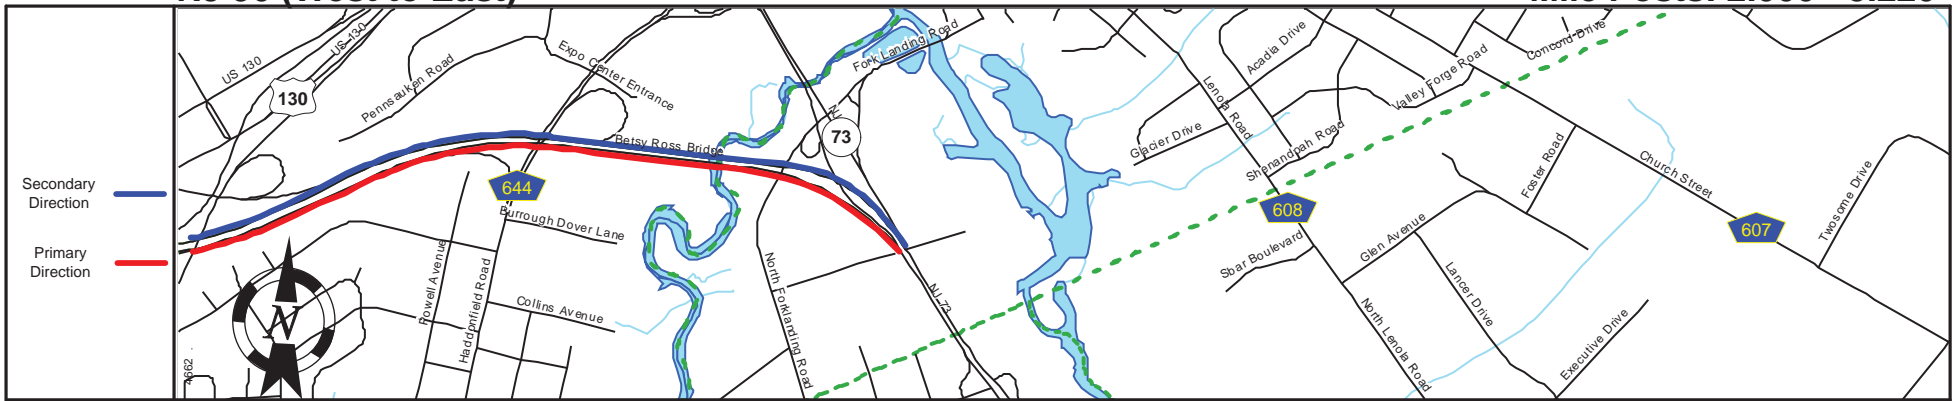 US 130
US 130
130
Pennsauken Road
Expo Center Entrance
Fork Landing Road
73
Betsy Ross Bridge
Lenola Road
Acadia Drive
Valley Forge Road
Concord Drive
Glacier Drive
Shenandoah Road
Foster Road
Church Street
Twosome Drive
Secondary
Direction
644
608
607
Burrough Dover Lane
Primary
Direction
Rowell Avenue
Haddonfield Road
Collins Avenue
North Forklanding Road
NJ 73
Sbar Boulevard
Glen Avenue
Lancer Drive
North Lenola Road
Executive Drive
N
4662